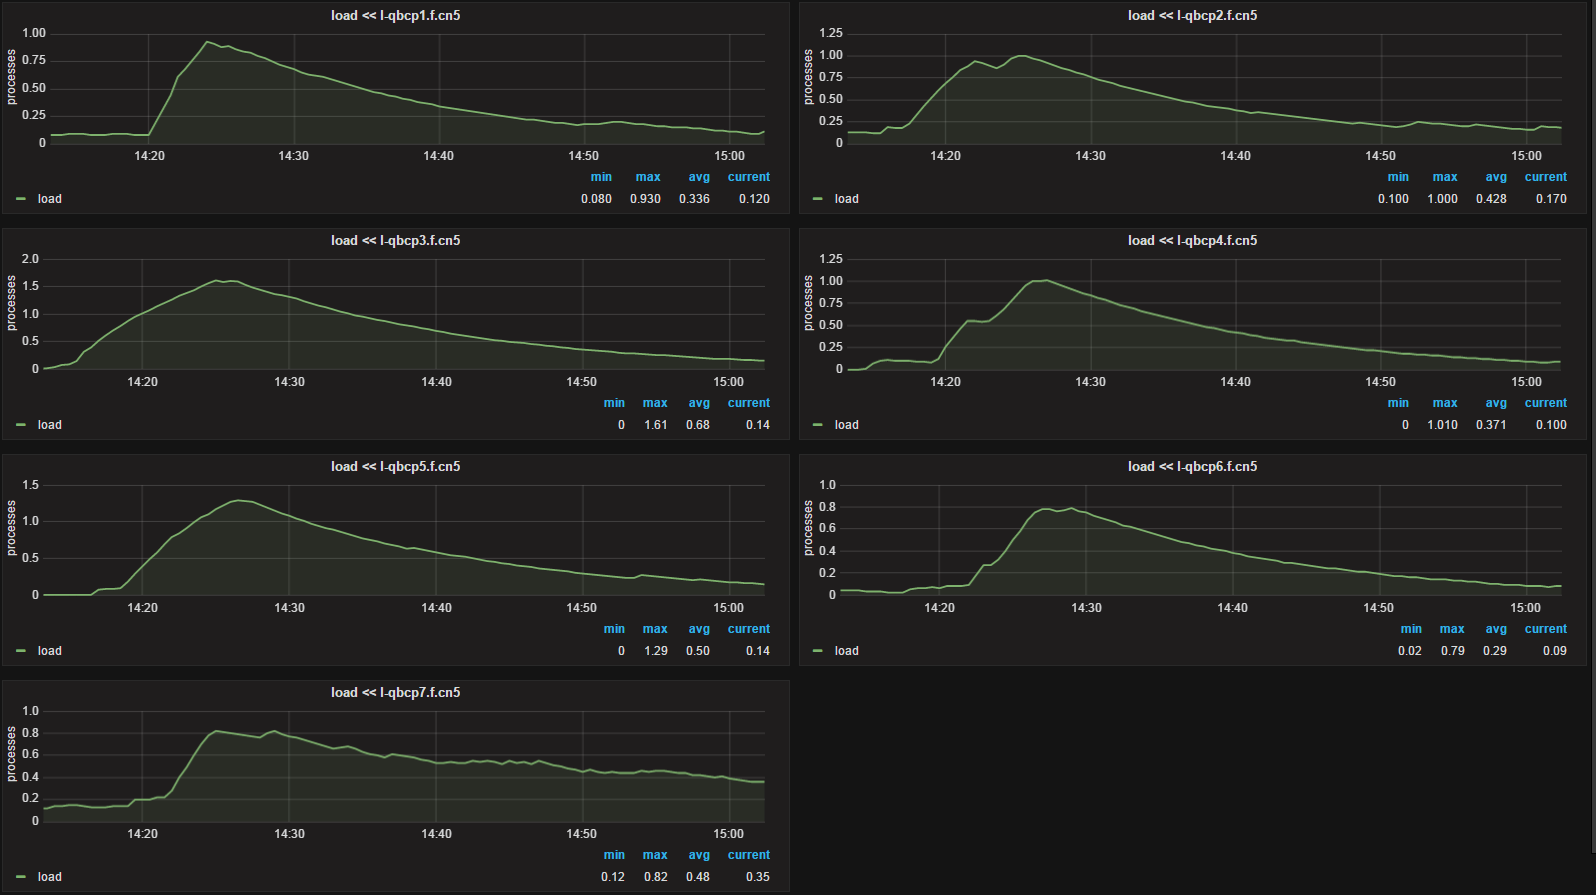 load << l-qbcp1.f.cn5
processes
1.00
0.75
0.50
0.25
0
14:20 14:30 14:40 14:50 15:00
min max avg current
load 0.080 0.930 0.336 0.120
load << l-qbcp2.f.cn5
processes
1.25
1.00
0.75
0.50
0.25
0
14:20 14:30 14:40 14:50 15:00
min max avg current
load 0.100 1.000 0.428 0.170
load << l-qbcp3.f.cn5
processes
2.0
1.5
1.0
0.5
0
14:20 14:30 14:40 14:50 15:00
min max avg current
load 0 1.61 0.68 0.14
load << l-qbcp4.f.cn5
processes
1.25
1.00
0.75
0.50
0.25
0
14:20 14:30 14:40 14:50 15:00
min max avg current
load 0 1.010 0.371 0.100
load << l-qbcp5.f.cn5
processes
1.5
1.0
0.5
0
14:20 14:30 14:40 14:50 15:00
min max avg current
load 0 1.29 0.50 0.14
load << l-qbcp6.f.cn5
processes
1.0
0.8
0.6
0.4
0.2
0
14:20 14:30 14:40 14:50 15:00
min max avg current
load 0.02 0.79 0.29 0.09
load << l-qbcp7.f.cn5
processes
1.0
0.8
0.6
0.4
0.2
0
14:20 14:30 14:40 14:50 15:00
min max avg current
load 0.12 0.82 0.48 0.35